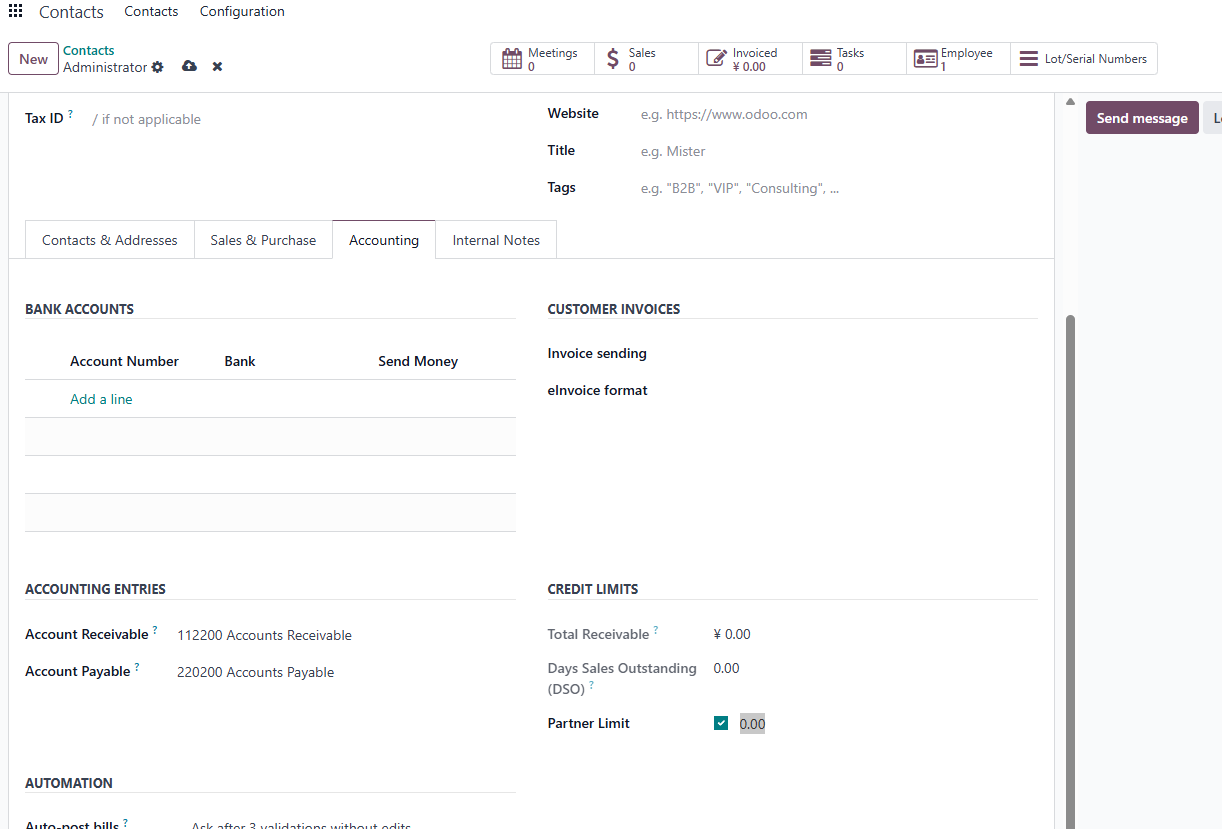 Contacts Contacts Configuration
New
Contacts
Administrator
Meetings
0
Sales
0
Invoiced
¥ 0.00
Tasks
0
Employee
1
Lot/Serial Numbers
Tax ID ? / if not applicable
Website e.g. https://www.odoo.com
Title e.g. Mister
Tags e.g. "B2B", "VIP", "Consulting", ...
Send message
Contacts & Addresses Sales & Purchase Accounting Internal Notes
BANK ACCOUNTS
Account Number Bank Send Money
Add a line
CUSTOMER INVOICES
Invoice sending
eInvoice format
ACCOUNTING ENTRIES
Account Receivable ? 112200 Accounts Receivable
Account Payable ? 220200 Accounts Payable
CREDIT LIMITS
Total Receivable ? ¥ 0.00
Days Sales Outstanding 0.00
(DSO) ?
Partner Limit 0.00
AUTOMATION
Auto-post bills ? Ask after 3 validations without edits